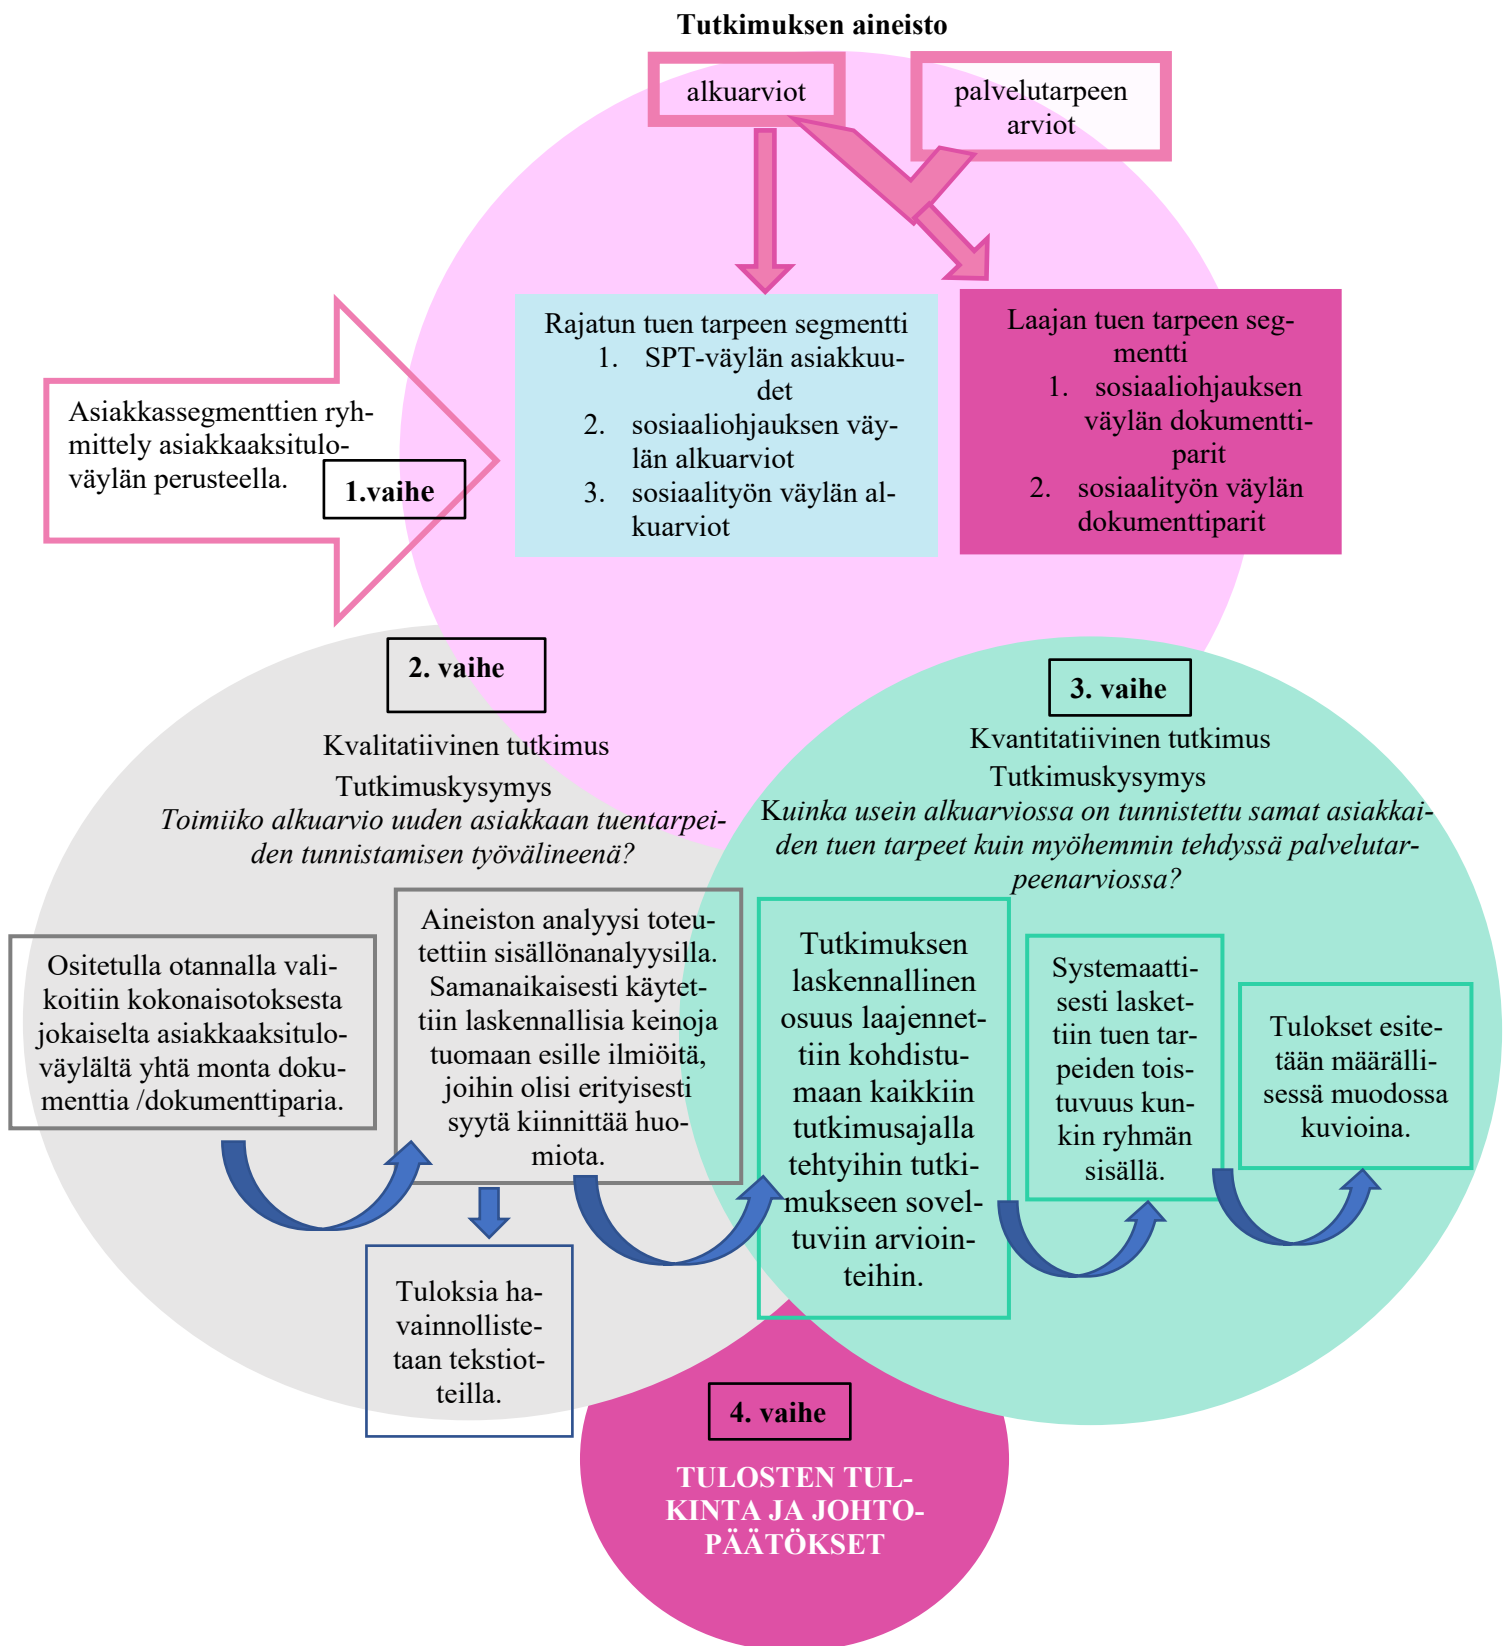 Tutkimuksen aineisto
alkuarviot
palvelutarpeen
arviot
Rajatun tuen tarpeen segmentti
1. SPT-väylän asiakkuu-
det
2. sosiaaliohjauksen väy-
län alkuarviot
3. sosiaalityön väylän al-
kuarviot
Laajan tuen tarpeen seg-
mentti
1. sosiaaliohjauksen
väylän dokumentti-
parit
2. sosiaalityön väylän
dokumenttiparit
Asiakkassegmenttien ryh-
mittely asiakkaaksitulo-
väylän perusteella.
1.vaihe
2. vaihe
Kvalitatiivinen tutkimus
Tutkimuskysymys
Toimiiko alkuarvio uuden asiakkaan tuentarpei-
den tunnistamisen työvälineenä?
Ositetulla otannalla vali-
koitiin kokonaisotoksesta
jokaiselta asiakkaaksitulo-
väylältä yhtä monta doku-
menttia /dokumenttiparia.
Aineiston analyysi toteu-
tettiin sisällönanalyysilla.
Samanaikaisesti käytet-
tiin laskennallisia keinoja
tuomaan esille ilmiöitä,
joihin olisi erityisesti
syytä kiinnittää huo-
miota.
Tuloksia ha-
vainnolliste-
taan tekstiot-
teilla.
3. vaihe
Kvantitatiivinen tutkimus
Tutkimuskysymys
Kuinka usein alkuarviossa on tunnistettu samat asiakkai-
den tuen tarpeet kuin myöhemmin tehdyssä palvelutar-
peenarviossa?
Tutkimuksen
laskennallinen
osuus laajennet-
tiin kohdistu-
maan kaikkiin
tutkimusajalla
tehtyihin tutki-
mukseen sovel-
tuviin arvioin-
teihin.
Systemaatti-
sesti lasket-
tiin tuen tar-
peiden tois-
tuvuus kun-
kin ryhmän
sisällä.
Tulokset esite-
tään määrälli-
sessä muodossa
kuvioina.
4. vaihe
TULOSTEN TUL-
KINTA JA JOHTO-
PÄÄTÖKSET